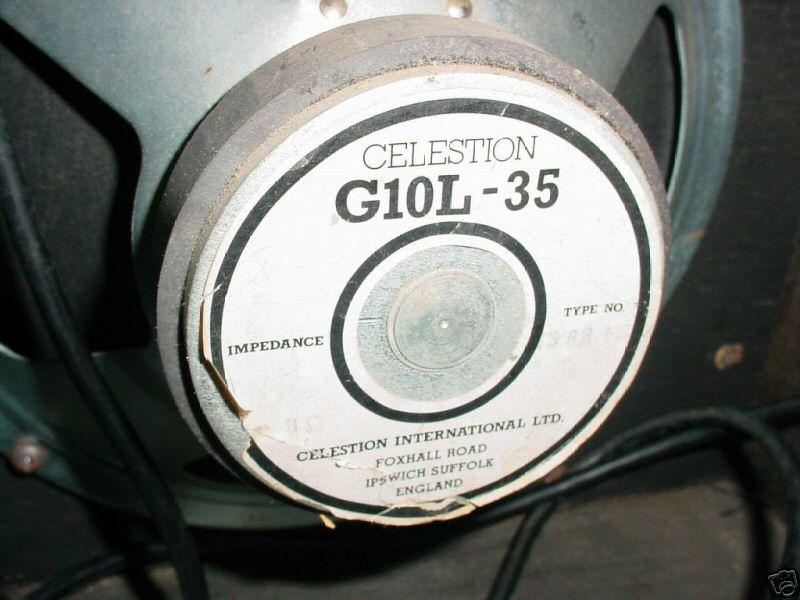 CELESTION
G10L-35
IMPEDANCE
TYPE NO.
CELESTION INTERNATIONAL LTD.
FOXHALL ROAD
IPSWICH SUFFOLK
ENGLAND